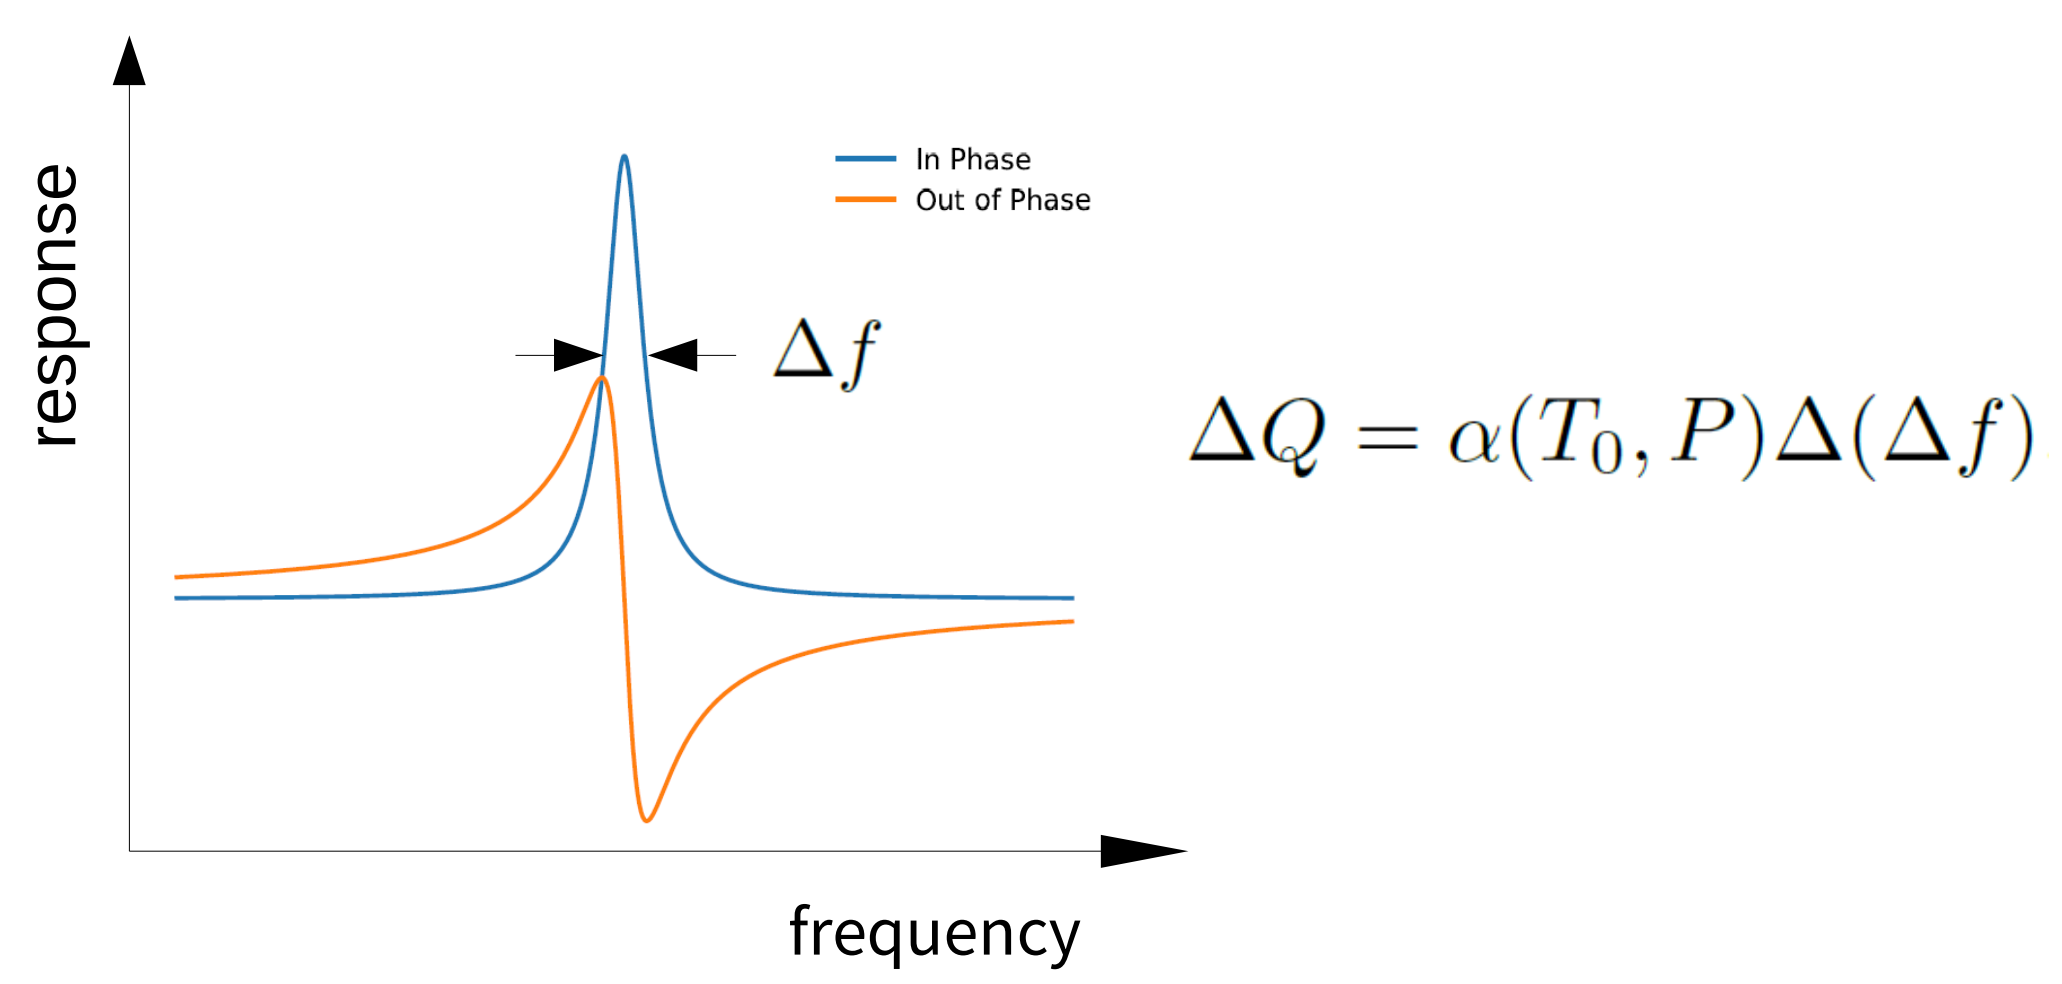 response
In Phase
Out of Phase
Δf
ΔQ = α(T₀, P)Δ(Δf)
frequency